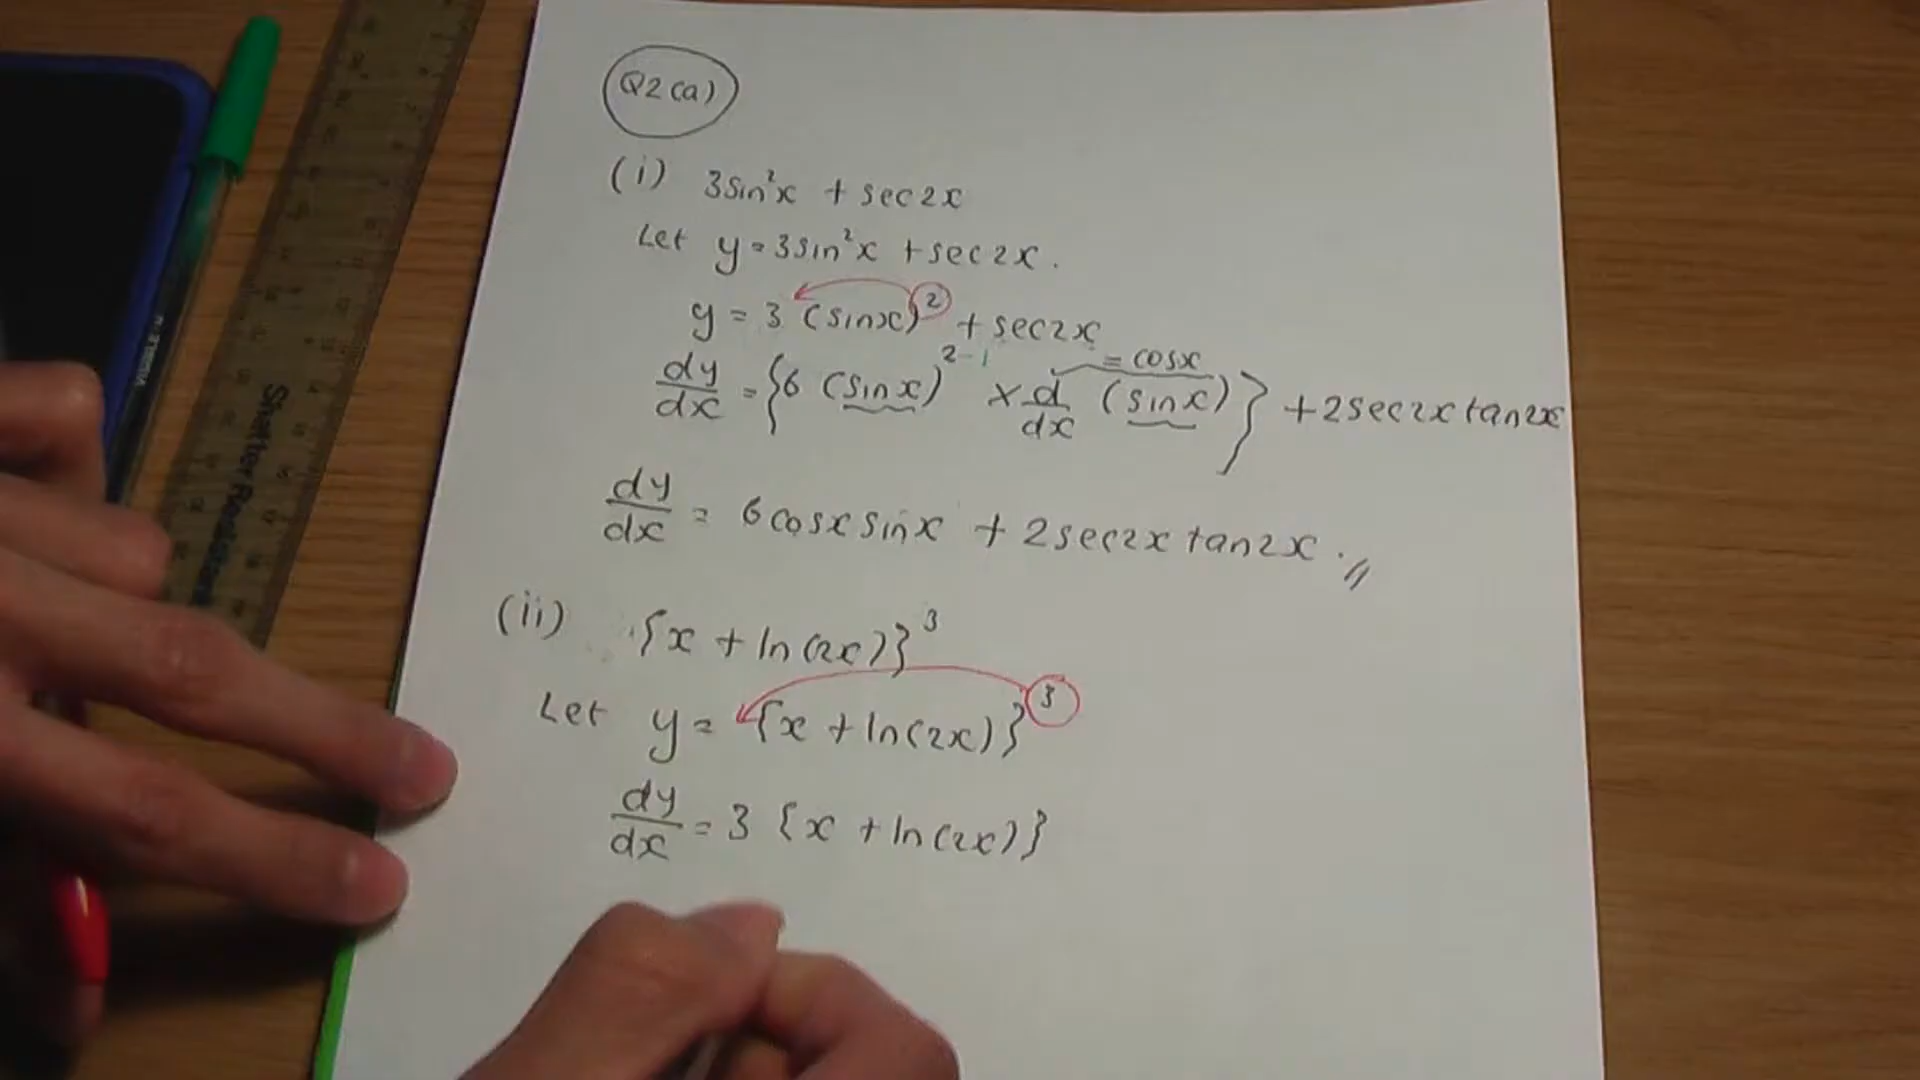 Q2(a)
(i) 3sin²x + sec2x
Let y=3sin²x + sec2x.
y = 3 (sinx)² + sec2x
dy/dx = {6 (sinx)²⁻¹ × d/dx (sinx)} + 2sec2x tan2x
= cosx
dy/dx = 6cosx sinx + 2sec2x tan2x.
(ii) {x + ln(2x)}³
Let y = {x + ln(2x)}³
dy/dx = 3 {x + ln(2x)}
Shatter Resistant